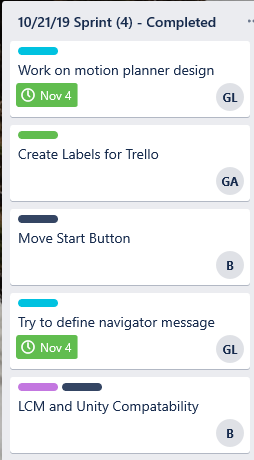 10/21/19 Sprint (4) - Completed
Work on motion planner design
Nov 4
GL
Create Labels for Trello
GA
Move Start Button
B
Try to define navigator message
Nov 4
GL
LCM and Unity Compatability
B